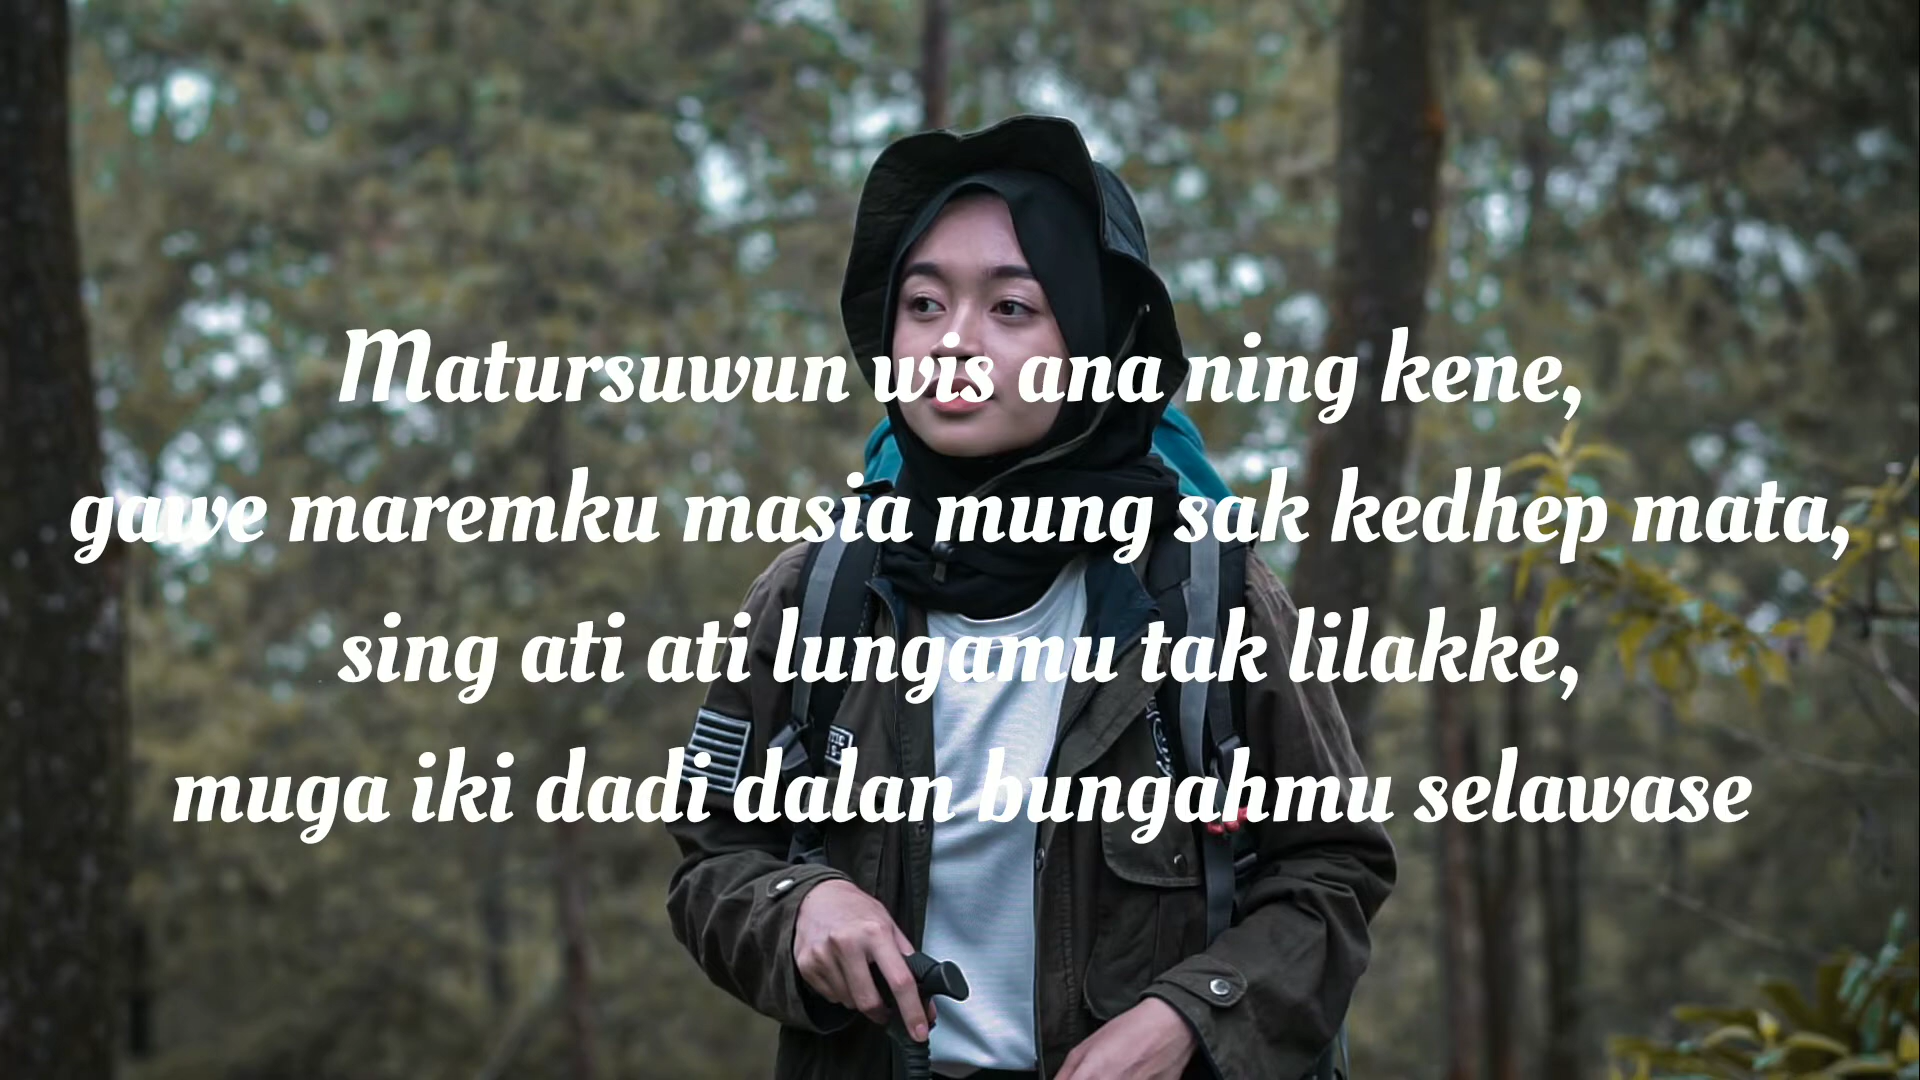 Matursuwun wis ana ning kene,
gawe maremku masia mung sak kedhep mata,
sing ati ati lungamu tak lilakke,
muga iki dadi dalan bungahmu selawase